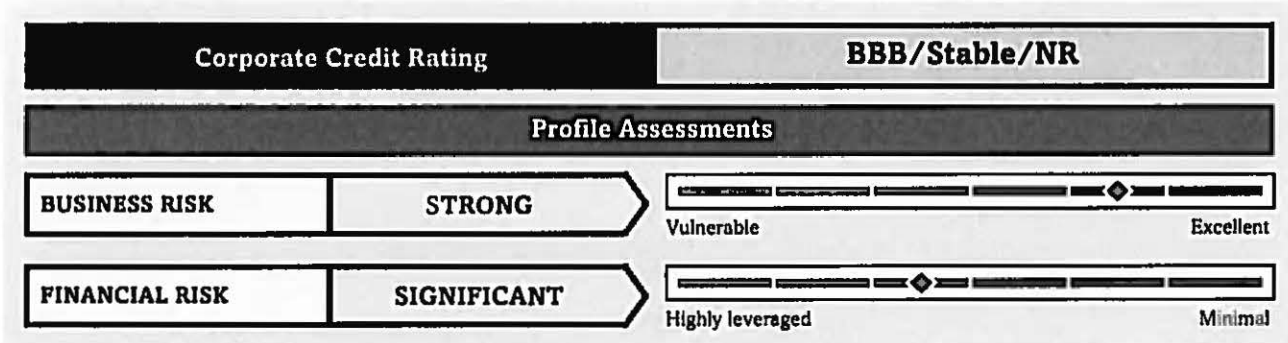 Corporate Credit Rating BBB/Stable/NR
Profile Assessments
BUSINESS RISK STRONG
Vulnerable Excellent
FINANCIAL RISK SIGNIFICANT
Highly leveraged Minimal